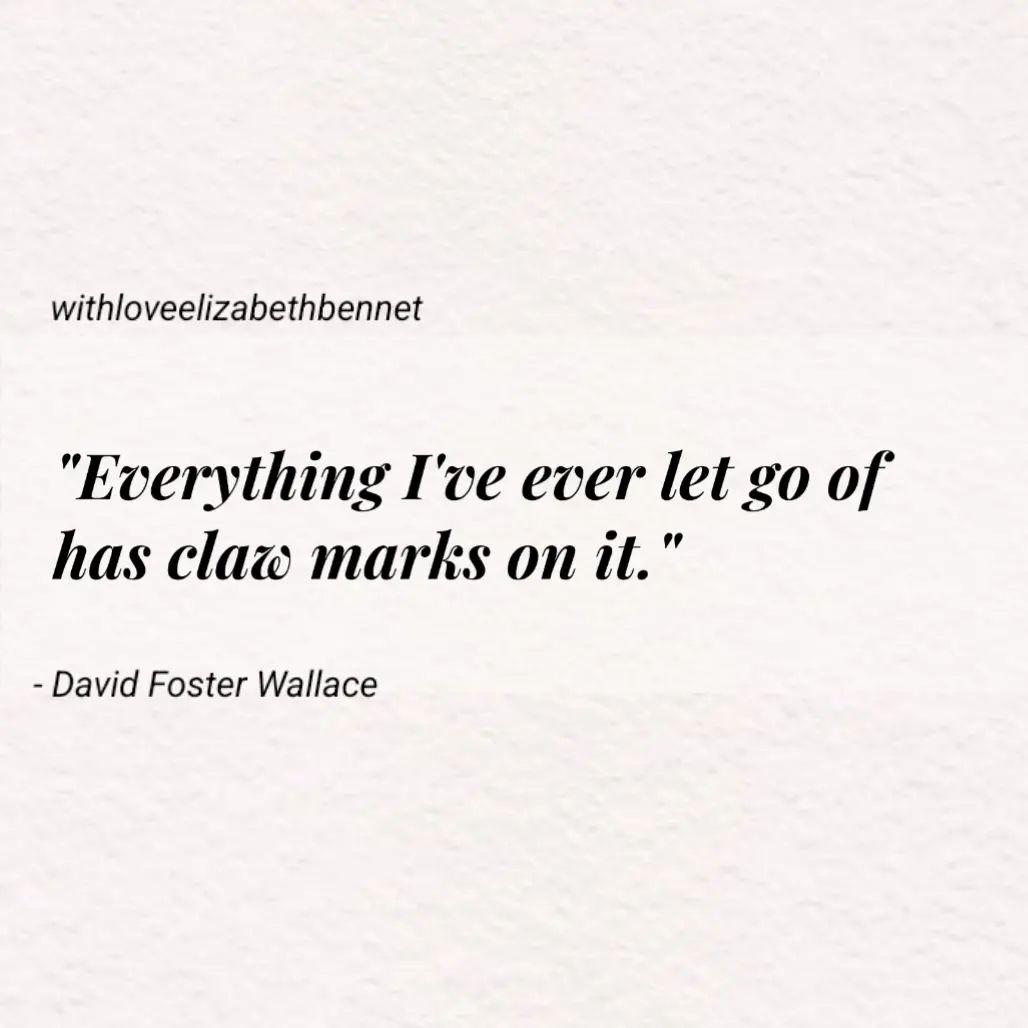 withloveelizabethbennet
"Everything I've ever let go of
has claw marks on it."
- David Foster Wallace